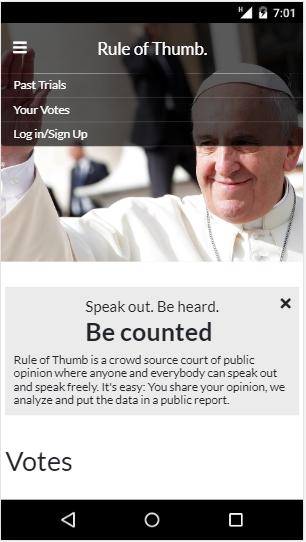 H 7:01
Rule of Thumb.
Past Trials
Your Votes
Log in/Sign Up
Speak out. Be heard.
Be counted
Rule of Thumb is a crowd source court of public
opinion where anyone and everybody can speak out
and speak freely. It's easy: You share your opinion, we
analyze and put the data in a public report.
Votes